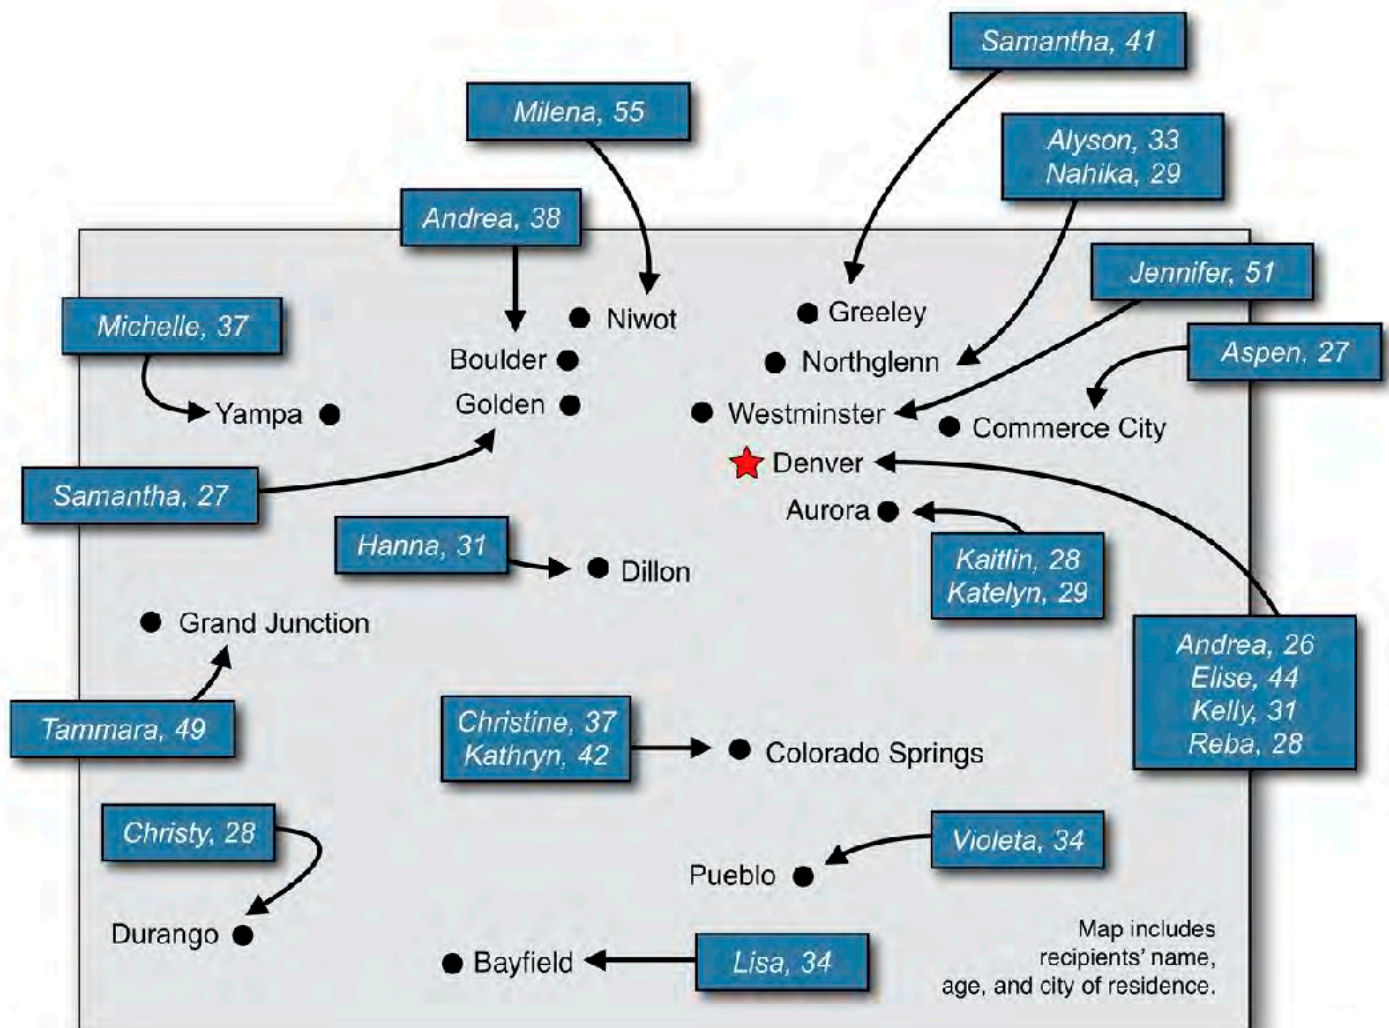 Samantha, 41
Milena, 55
Alyson, 33
Nahika, 29
Andrea, 38
Jennifer, 51
Michelle, 37
Niwot
Greeley
Aspen, 27
Boulder
Northglenn
Golden
Westminster
Yampa
Commerce City
Denver
Samantha, 27
Aurora
Hanna, 31
Dillon
Kaitlin, 28
Katelyn, 29
Grand Junction
Andrea, 26
Elise, 44
Kelly, 31
Reba, 28
Tammara, 49
Christine, 37
Kathryn, 42
Colorado Springs
Christy, 28
Violeta, 34
Pueblo
Durango
Bayfield
Lisa, 34
Map includes
recipients' name,
age, and city of residence.